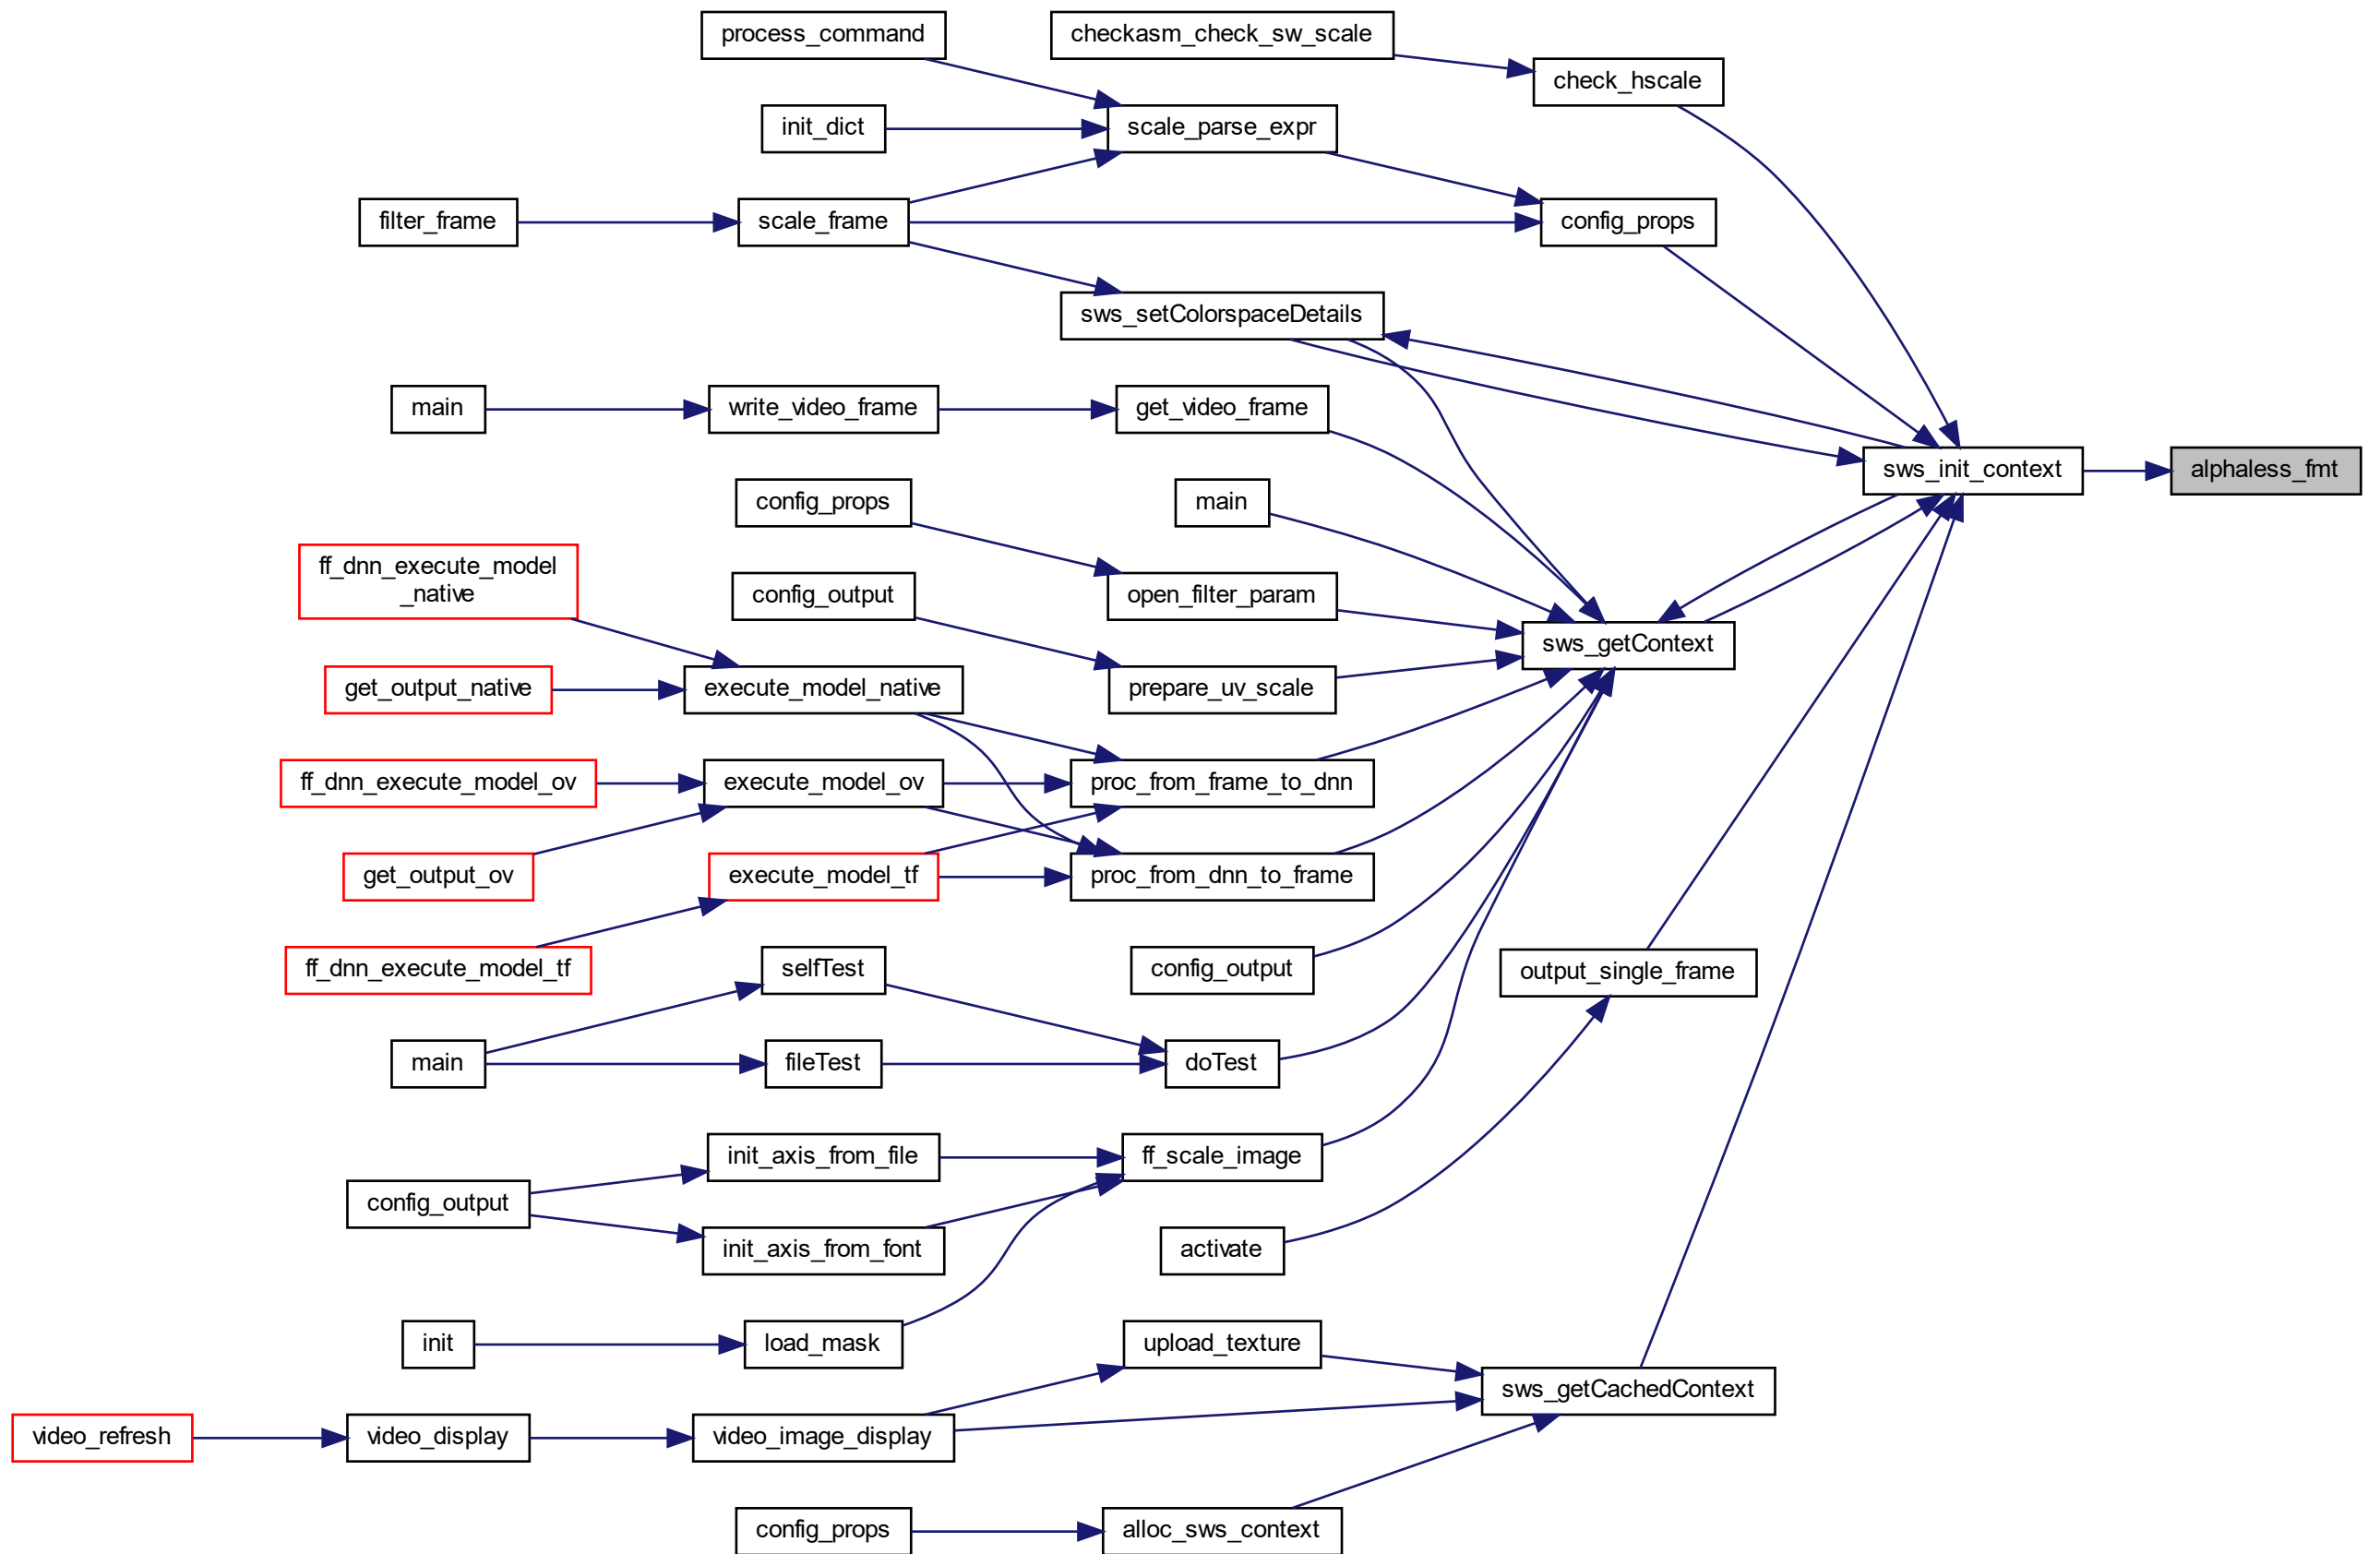 process_command
checkasm_check_sw_scale
check_hscale
init_dict
scale_parse_expr
filter_frame
scale_frame
config_props
sws_setColorspaceDetails
main
write_video_frame
get_video_frame
sws_init_context
alphaless_fmt
config_props
main
ff_dnn_execute_model
_native
config_output
open_filter_param
sws_getContext
get_output_native
execute_model_native
prepare_uv_scale
ff_dnn_execute_model_ov
execute_model_ov
proc_from_frame_to_dnn
get_output_ov
execute_model_tf
proc_from_dnn_to_frame
ff_dnn_execute_model_tf
selfTest
config_output
output_single_frame
main
fileTest
doTest
init_axis_from_file
ff_scale_image
config_output
init_axis_from_font
activate
init
load_mask
upload_texture
sws_getCachedContext
video_refresh
video_display
video_image_display
config_props
alloc_sws_context